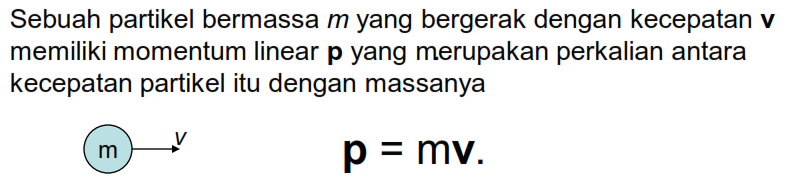 Sebuah partikel bermassa m yang bergerak dengan kecepatan v
memiliki momentum linear p yang merupakan perkalian antara
kecepatan partikel itu dengan massanya
m
v
p = mv.